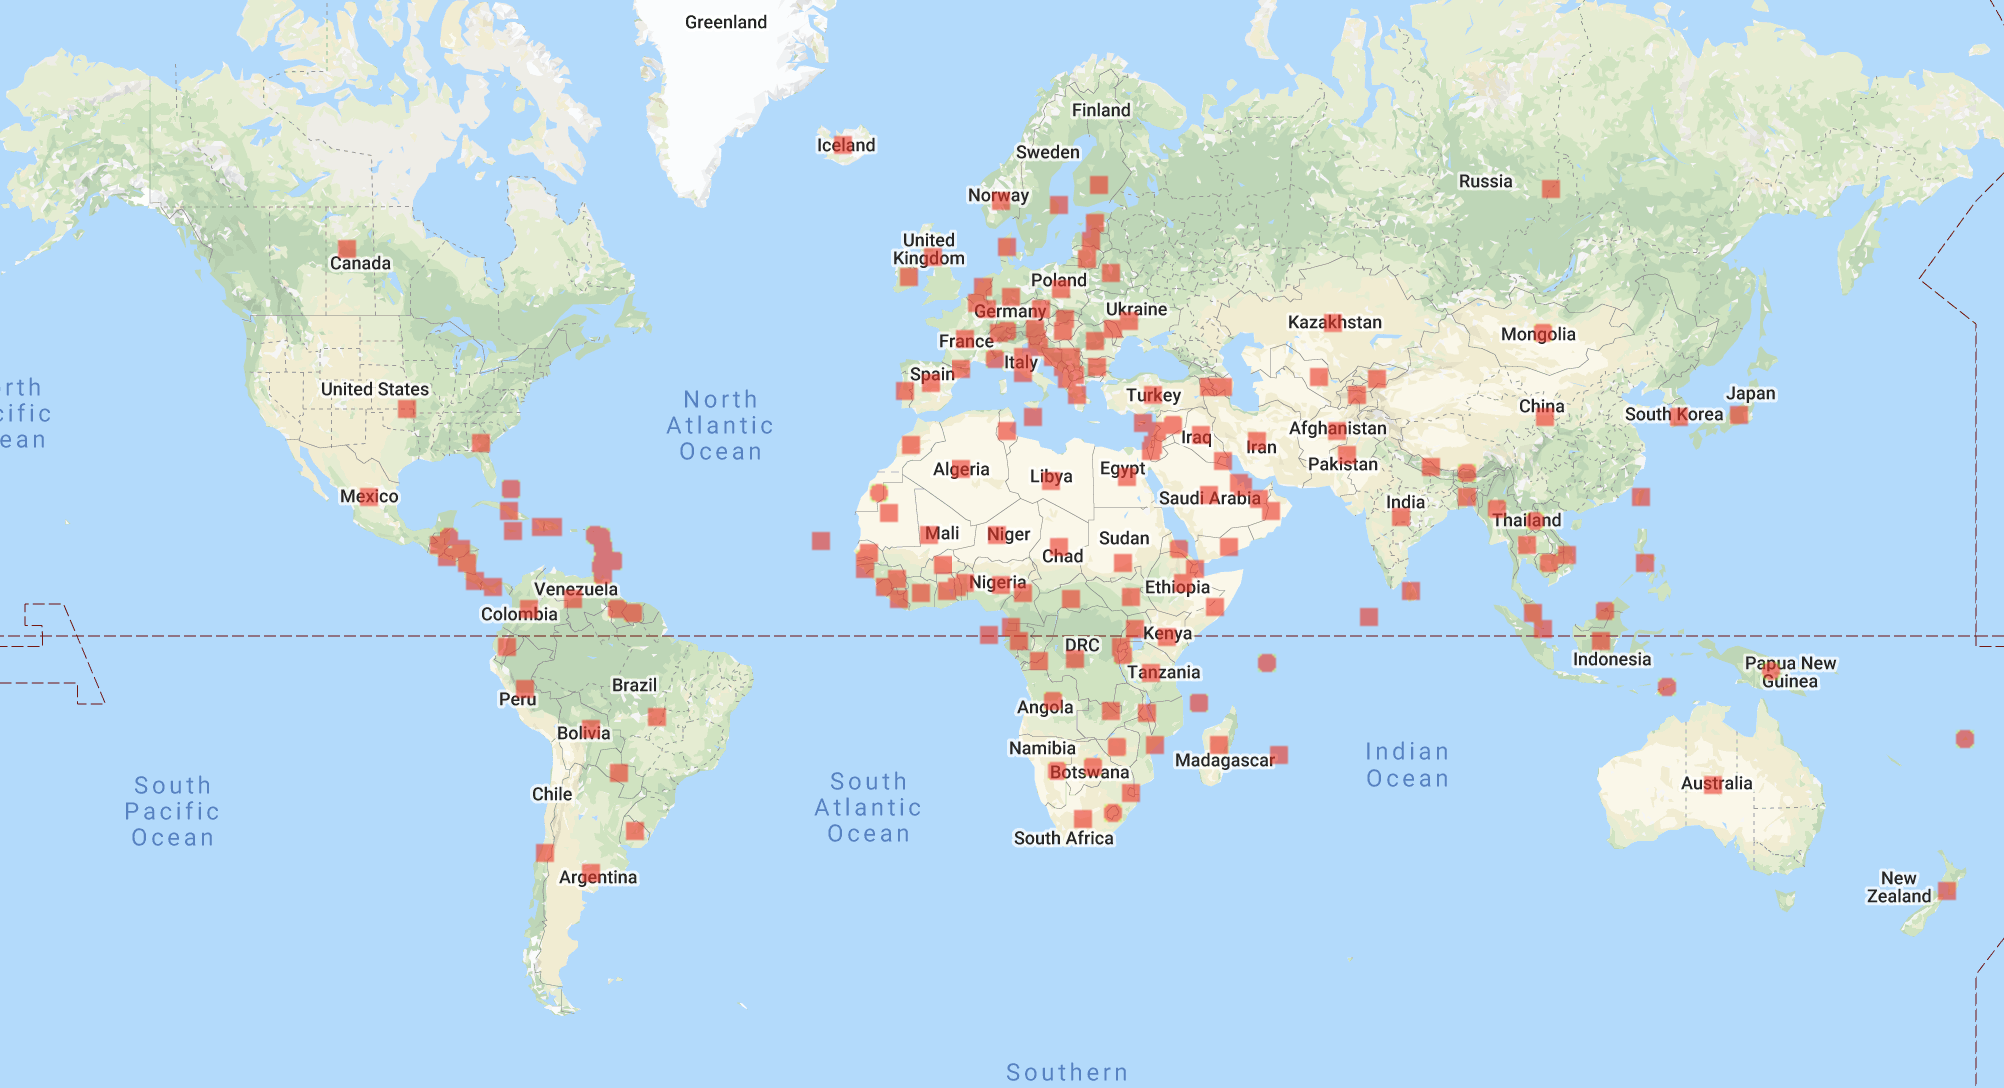 Greenland
Finland
Iceland
Sweden
Russia
Norway
United
Kingdom
Canada
Poland
Germany
Ukraine
Kazakhstan
Mongolia
France
Italy
Spain
United States
North
Atlantic
Ocean
rth
cific
ean
Turkey
Japan
China
South Korea
Afghanistan
Iraq
Iran
Pakistan
Algeria
Libya
Egypt
Mexico
Saudi Arabia
India
Thailand
Mali
Niger
Sudan
Chad
Nigeria
Ethiopia
Venezuela
Colombia
Kenya
DRC
Indonesia
Papua New
Guinea
Tanzania
Brazil
Peru
Angola
Bolivia
Namibia
Botswana
Madagascar
Indian
Ocean
South
Pacific
Ocean
South
Atlantic
Ocean
Chile
Australia
South Africa
Argentina
New
Zealand
Southern